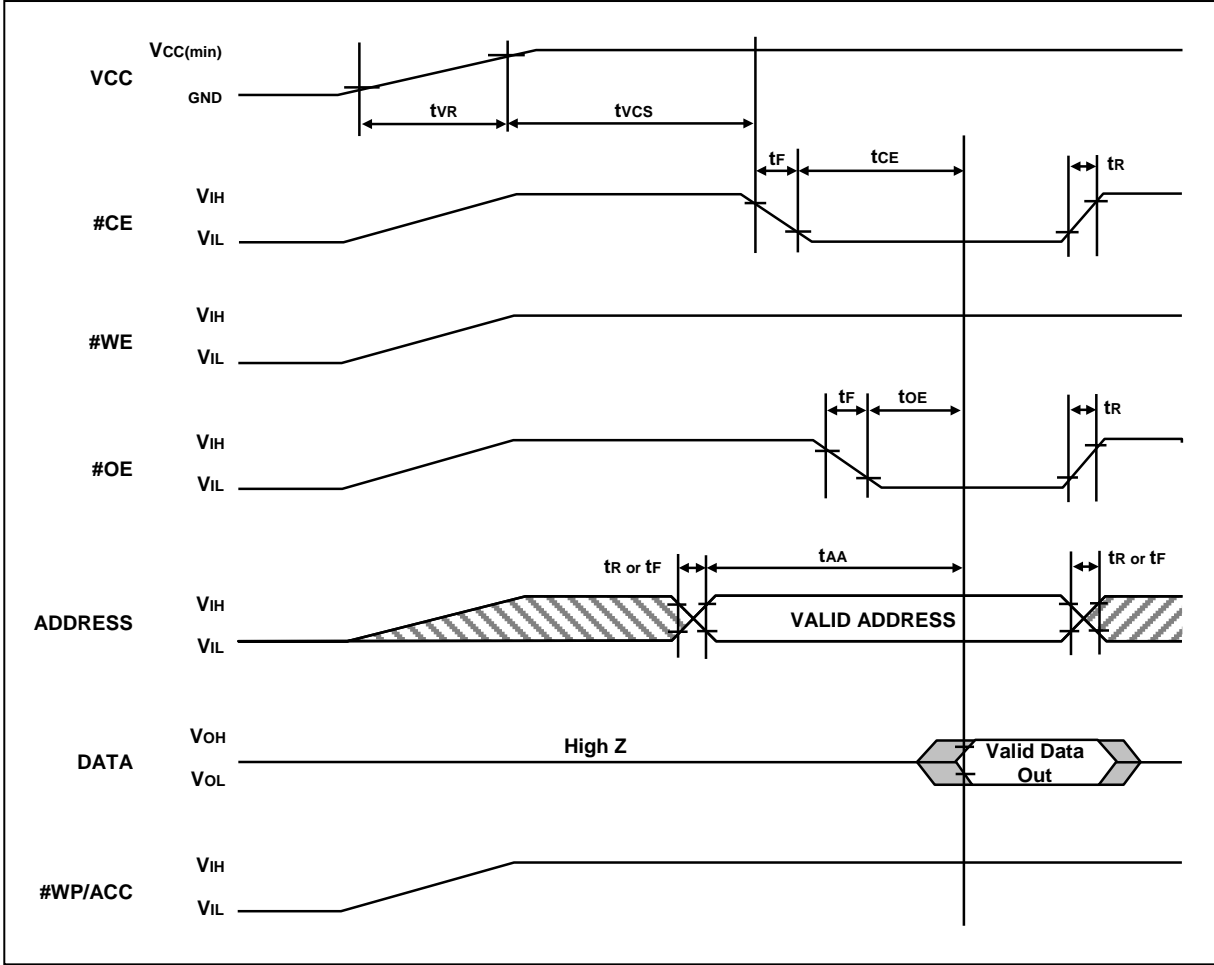 VCC(min)
VCC
GND
tVR
tVCS
tF
tCE
tR
VIH
#CE
VIL
VIH
#WE
VIL
tF
tOE
tR
VIH
#OE
VIL
tR or tF
tAA
tR or tF
VIH
ADDRESS
VALID ADDRESS
VIL
VOH
High Z
DATA
Valid Data
Out
VOL
VIH
#WP/ACC
VIL